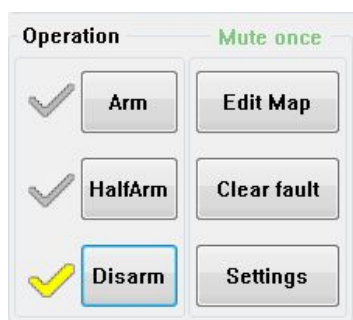 Operation Mute once
Arm Edit Map
HalfArm Clear fault
Disarm Settings